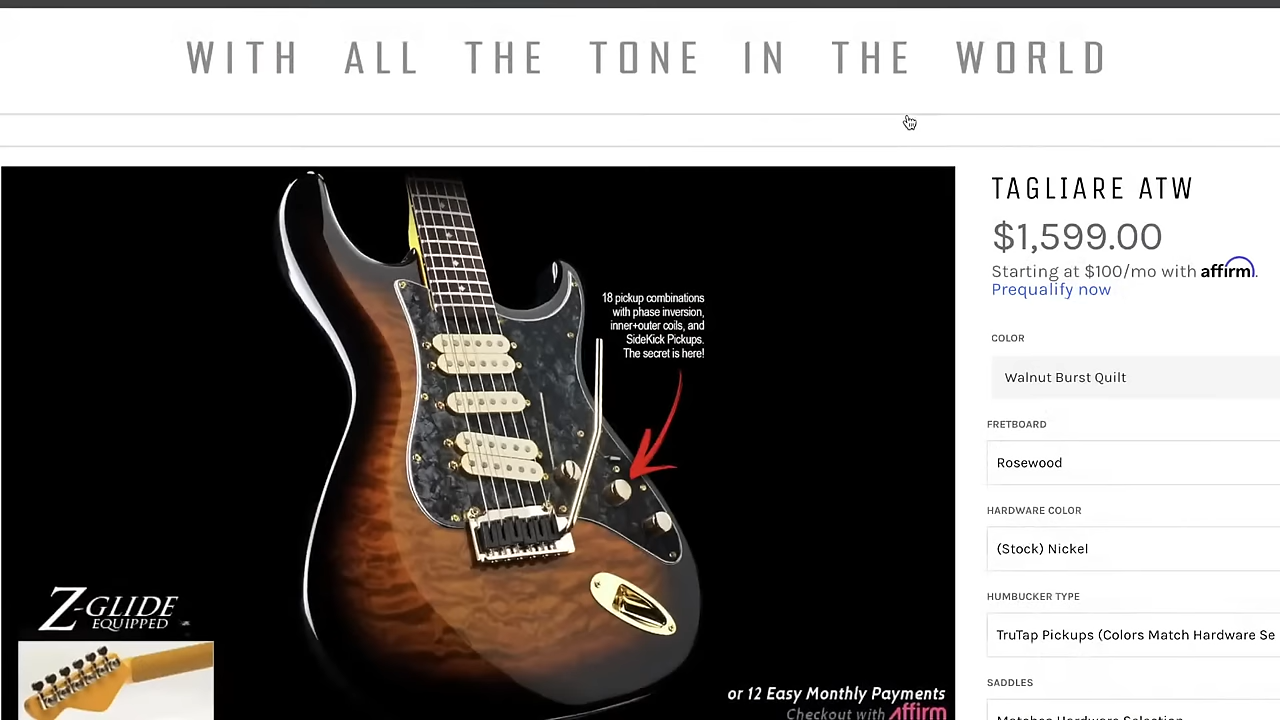 WITH ALL THE TONE IN THE WORLD
18 pickup combinations
with phase inversion,
inner+outer coils, and
SideKick Pickups.
The secret is here!
Z-GLIDE
EQUIPPED
or 12 Easy Monthly Payments
Checkout with affirm
TAGLIARE ATW
$1,599.00
Starting at $100/mo with affirm.
Prequalify now
COLOR
Walnut Burst Quilt
FRETBOARD
Rosewood
HARDWARE COLOR
(Stock) Nickel
HUMBUCKER TYPE
TruTap Pickups (Colors Match Hardware Se
SADDLES
Matches Hardware Selection